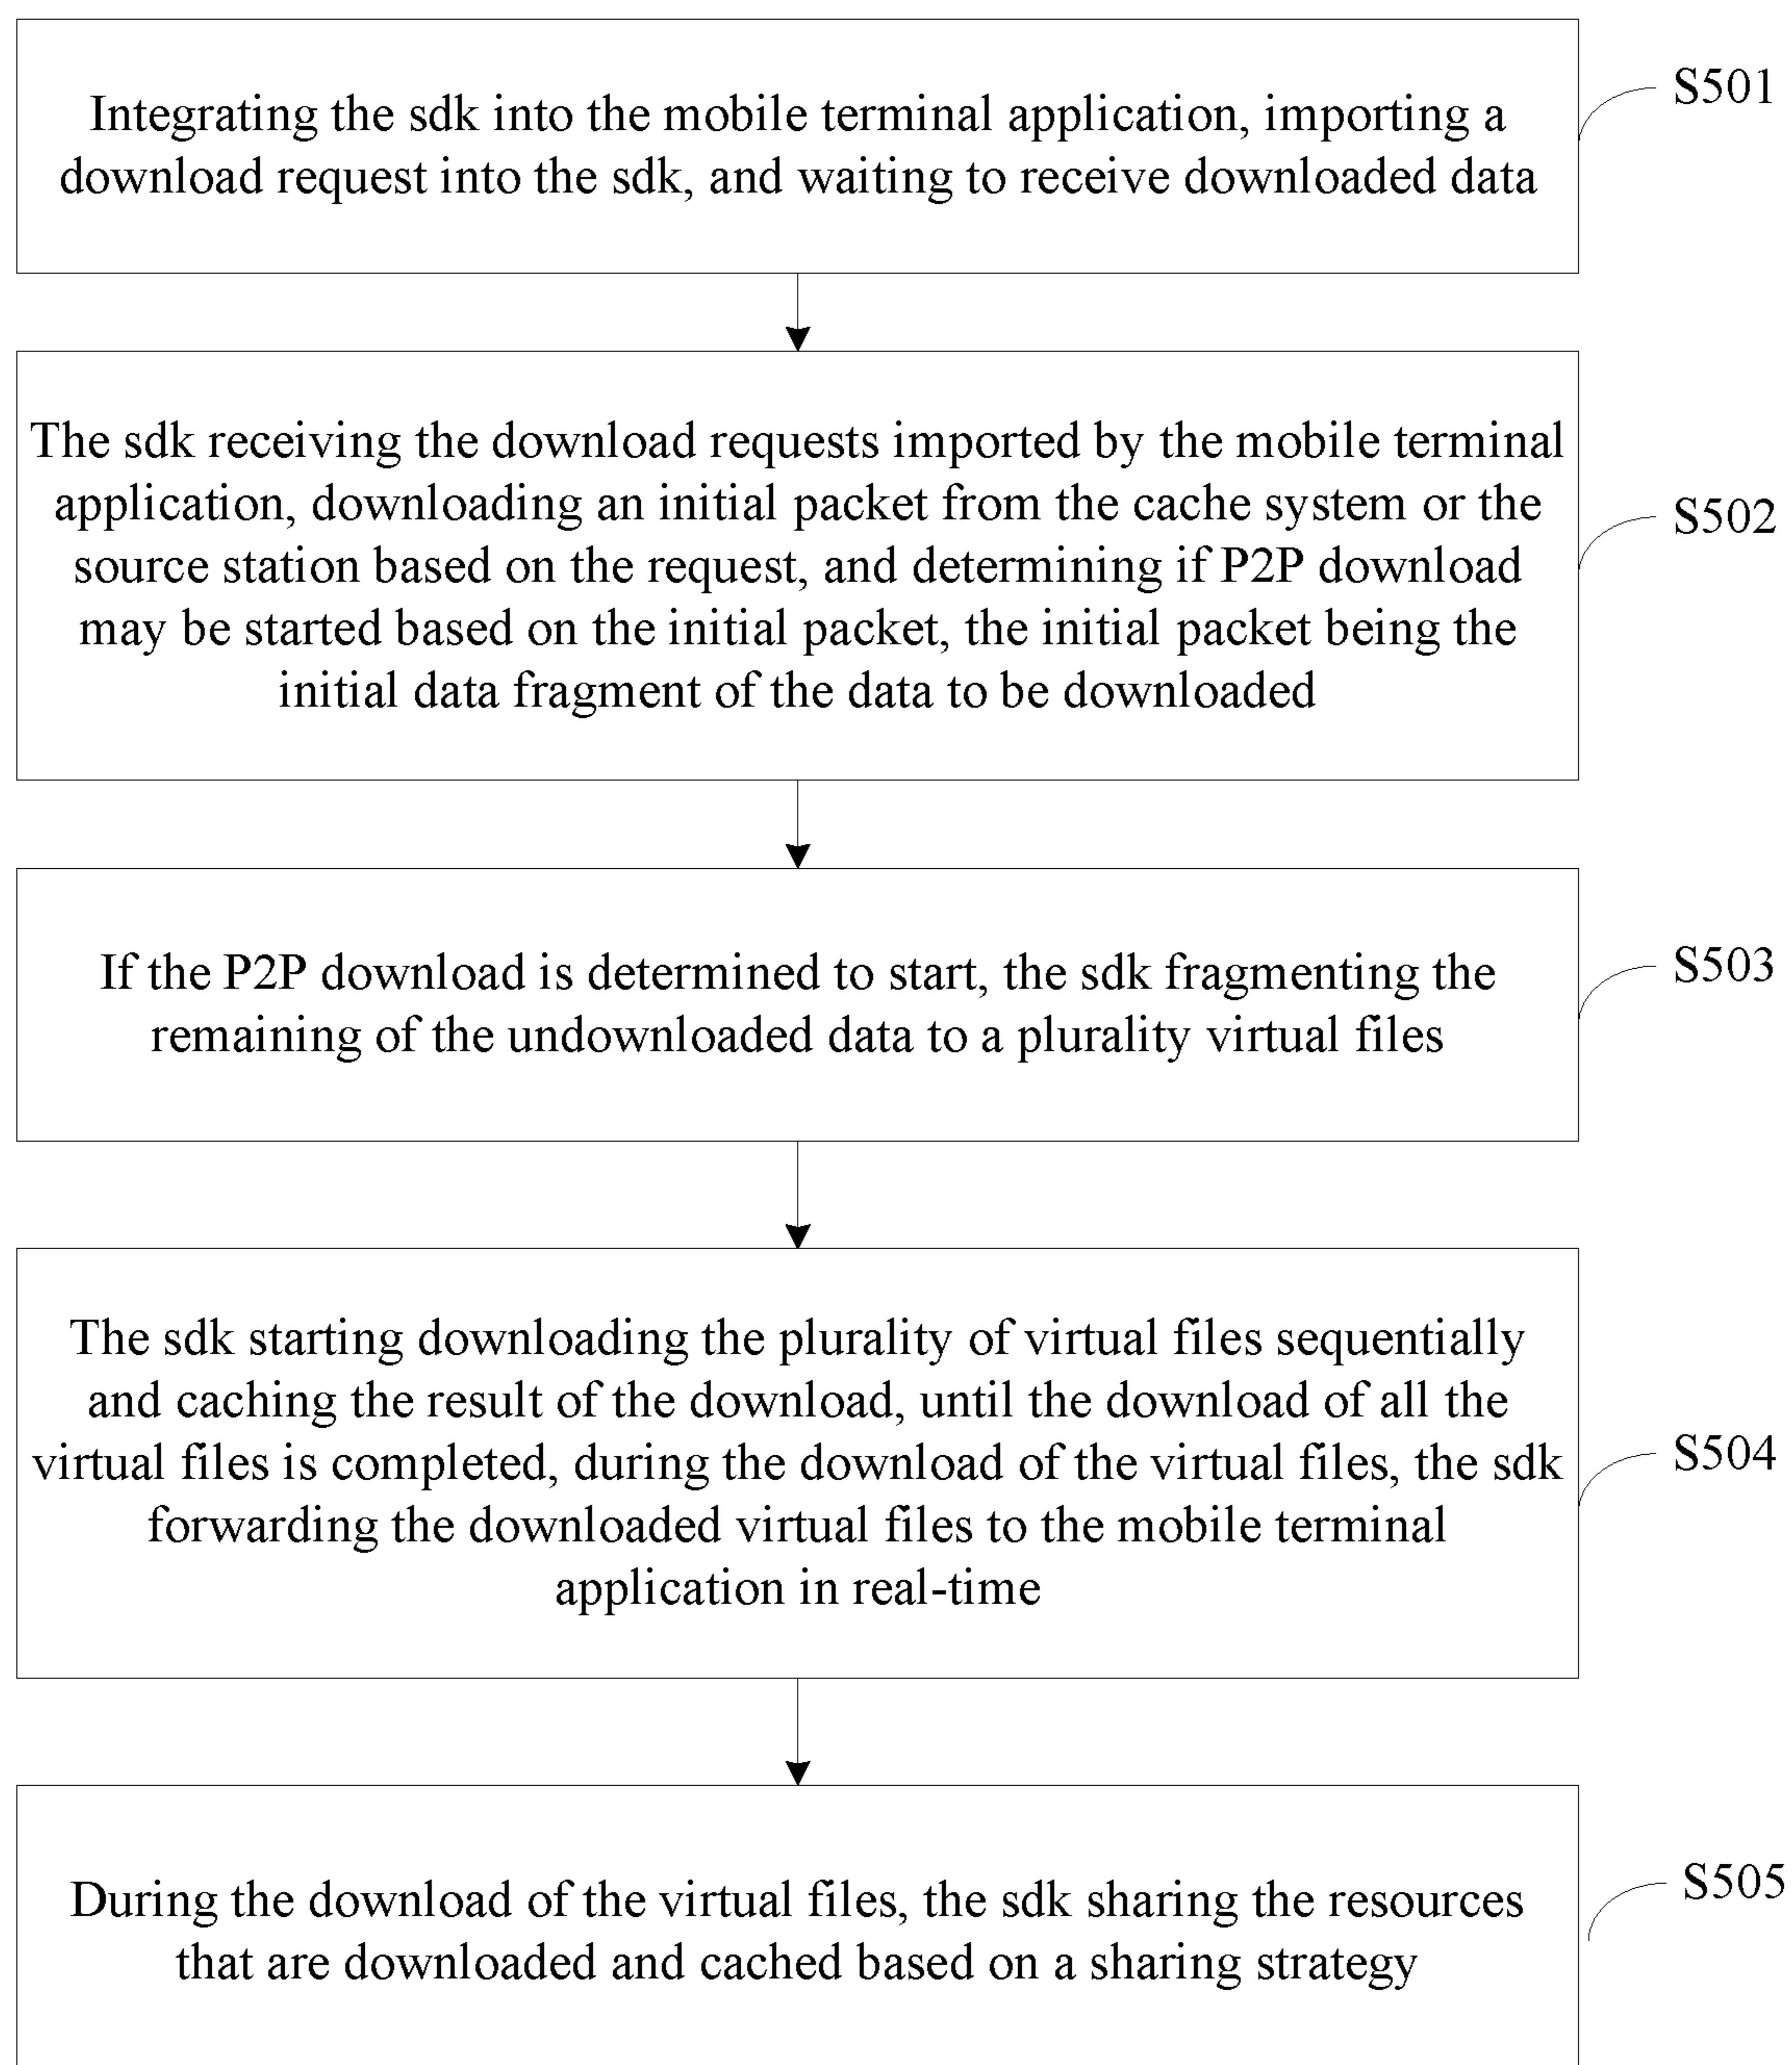 Integrating the sdk into the mobile terminal application, importing a
download request into the sdk, and waiting to receive downloaded data
S501
The sdk receiving the download requests imported by the mobile terminal
application, downloading an initial packet from the cache system or the
source station based on the request, and determining if P2P download
may be started based on the initial packet, the initial packet being the
initial data fragment of the data to be downloaded
S502
If the P2P download is determined to start, the sdk fragmenting the
remaining of the undownloaded data to a plurality virtual files
S503
The sdk starting downloading the plurality of virtual files sequentially
and caching the result of the download, until the download of all the
virtual files is completed, during the download of the virtual files, the sdk
forwarding the downloaded virtual files to the mobile terminal
application in real-time
S504
During the download of the virtual files, the sdk sharing the resources
that are downloaded and cached based on a sharing strategy
S505